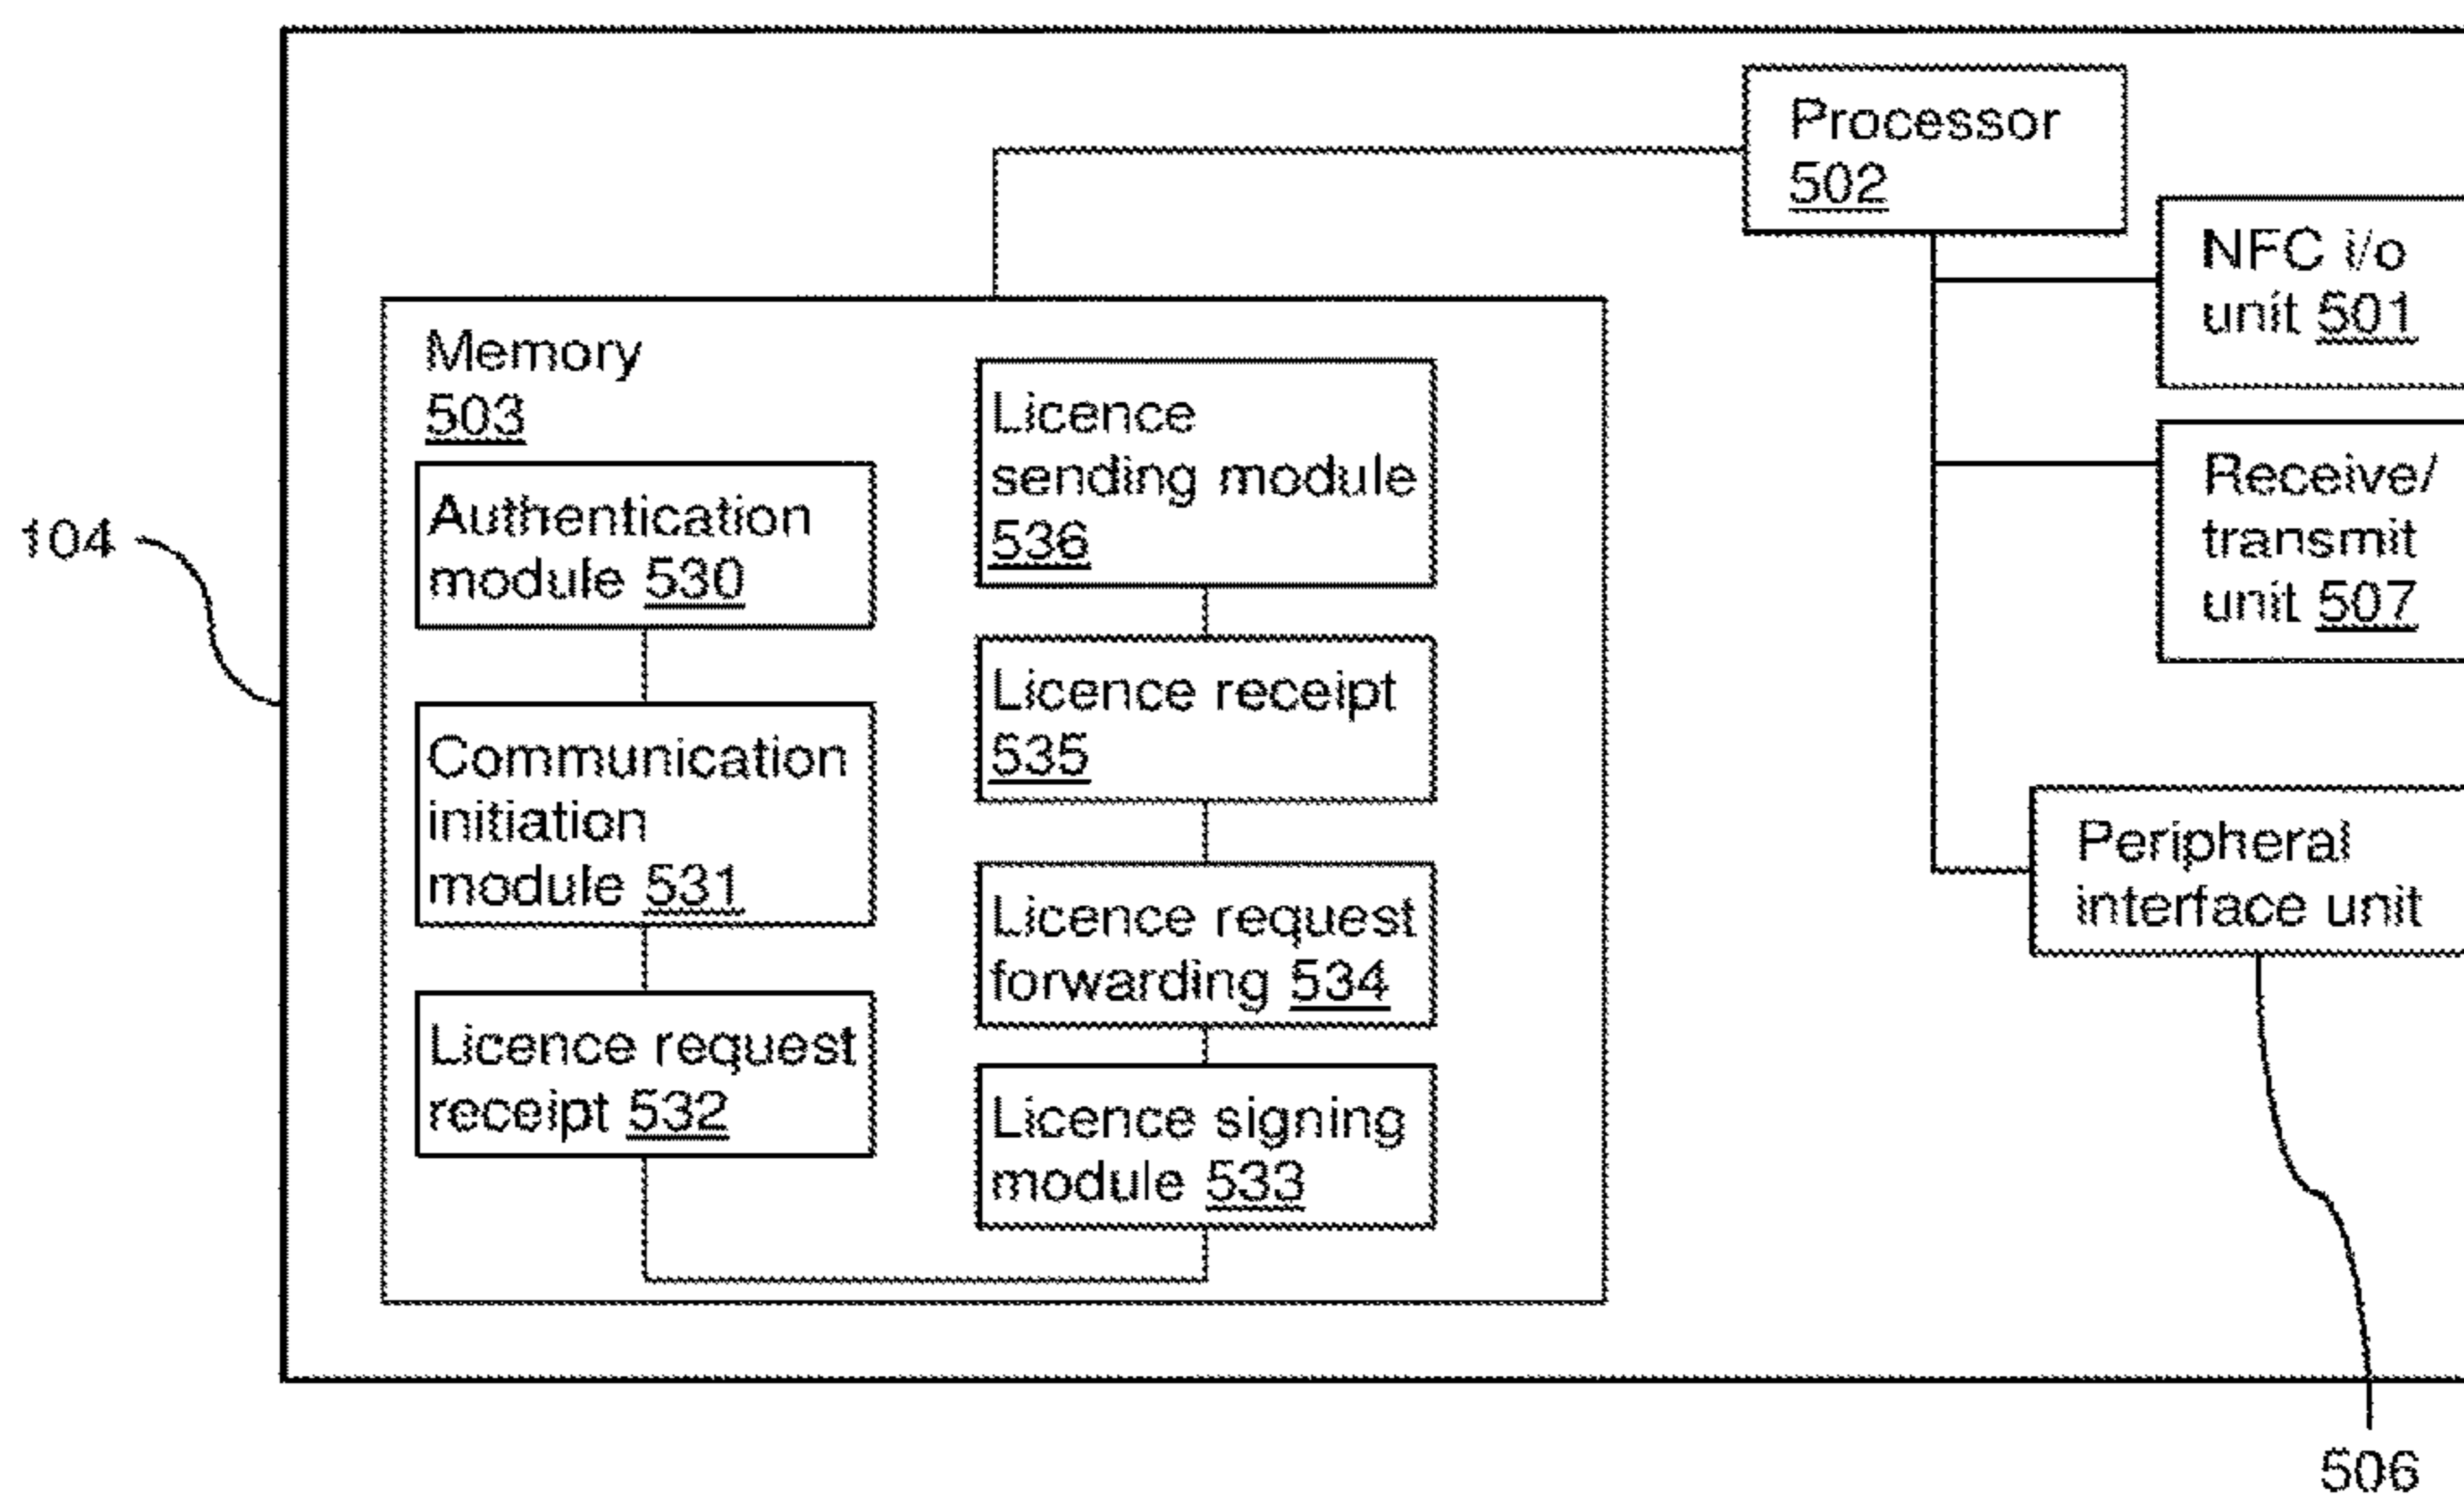 Processor
502
NFC i/o
unit 501
Memory
503
Licence
sending module
536
Receive/
transmit
unit 507
Authentication
module 530
104
Licence receipt
535
Communication
initiation
module 531
Peripheral
interface unit
Licence request
forwarding 534
Licence request
receipt 532
Licence signing
module 533
506